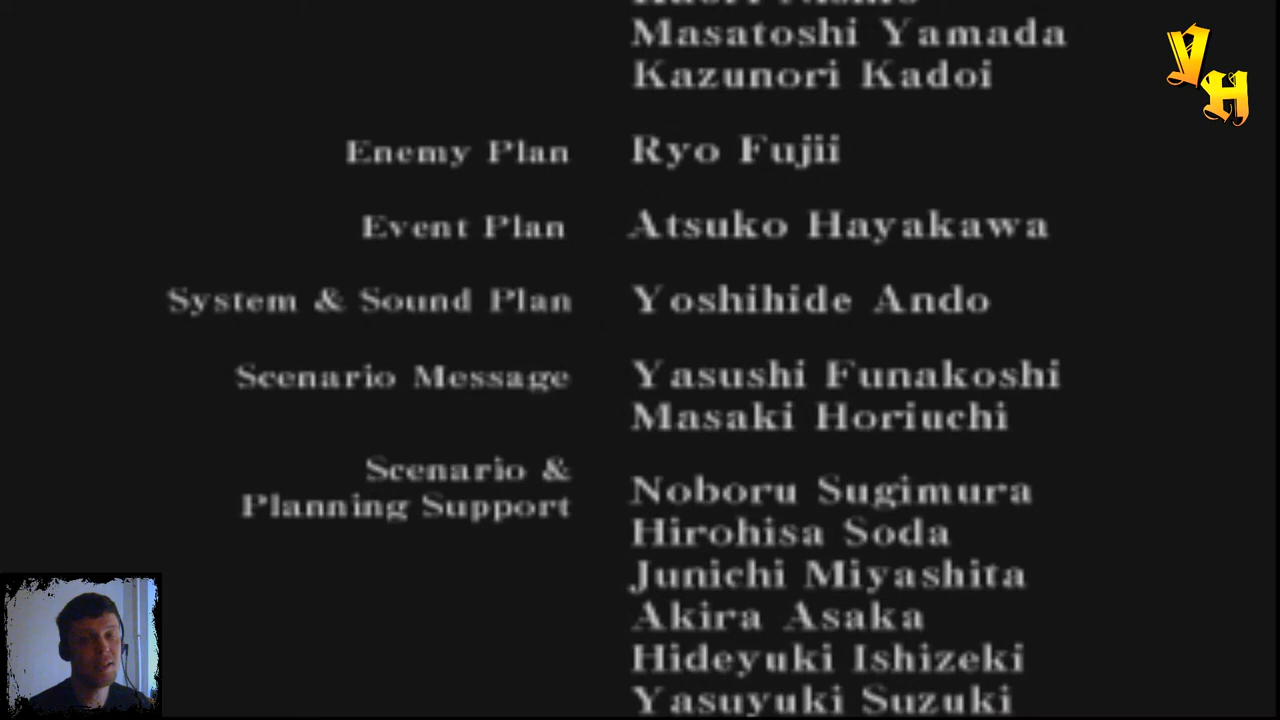 Masatoshi Yamada
Kazunori Kadoi
Enemy Plan Ryo Fujii
Event Plan Atsuko Hayakawa
System & Sound Plan Yoshihide Ando
Scenario Message Yasushi Funakoshi
Masaki Horiuchi
Scenario &
Planning Support Noboru Sugimura
Hirohisa Soda
Junichi Miyashita
Akira Asaka
Hideyuki Ishizeki
Yasuyuki Suzuki
VH